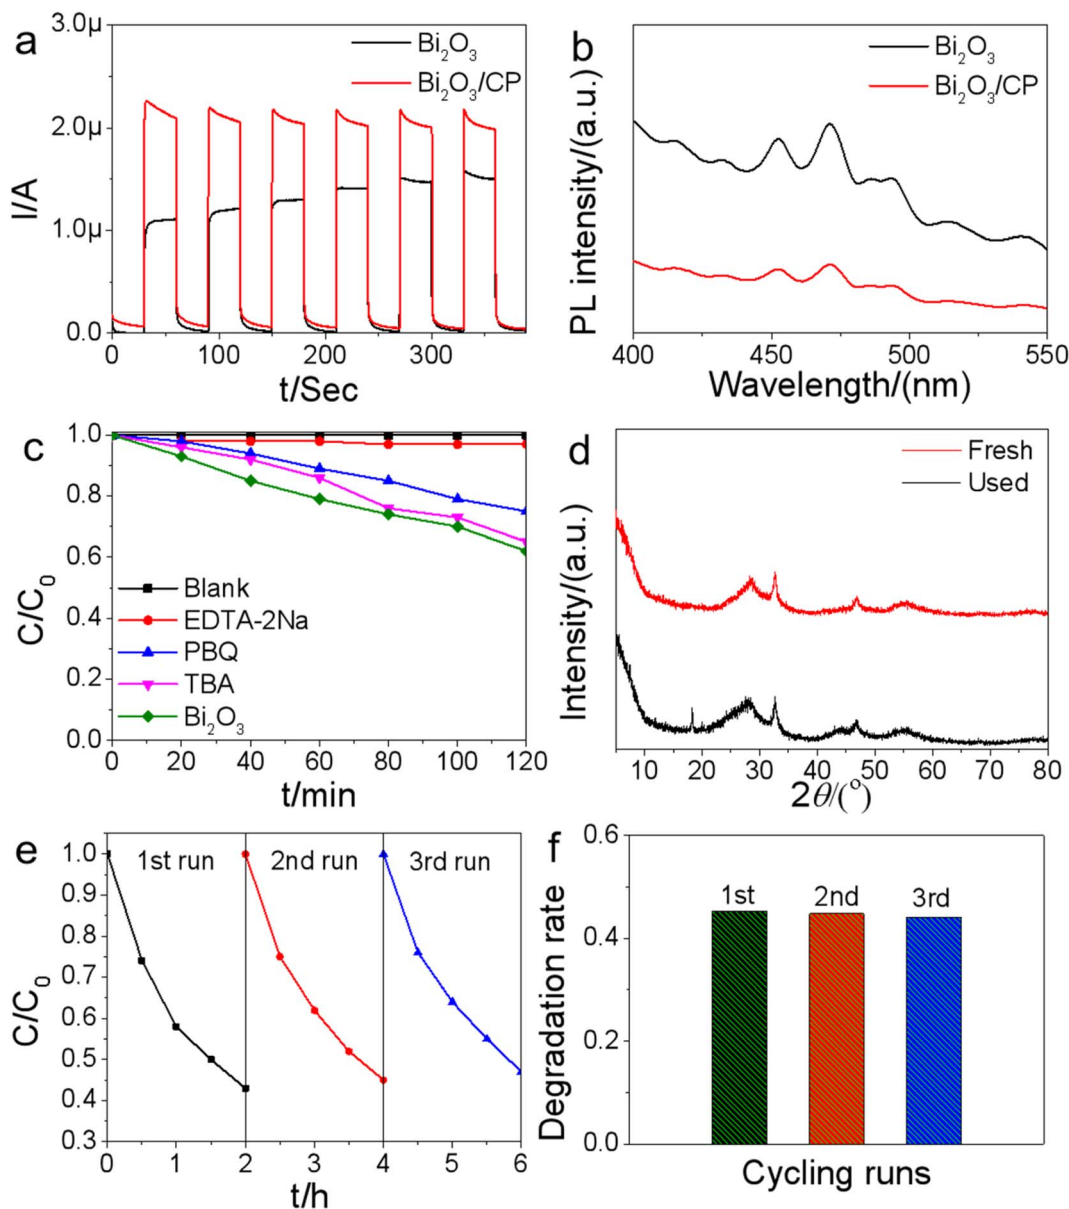 a
3.0µ
Bi₂O₃
Bi₂O₃/CP
2.0µ
1.0µ
0.0
I/A
0 100 200 300
t/Sec
b
Bi₂O₃
Bi₂O₃/CP
PL intensity/(a.u.)
400 450 500 550
Wavelength/(nm)
c
1.0
0.8
0.6
0.4
0.2
0.0
C/C₀
Blank
EDTA-2Na
PBQ
TBA
Bi₂O₃
0 20 40 60 80 100 120
t/min
d
Fresh
Used
Intensity/(a.u.)
10 20 30 40 50 60 70 80
2θ/(°)
e
1.0
0.9
0.8
0.7
0.6
0.5
0.4
0.3
C/C₀
1st run 2nd run 3rd run
0 1 2 3 4 5 6
t/h
f
0.6
0.4
0.2
0.0
Degradation rate
1st 2nd 3rd
Cycling runs